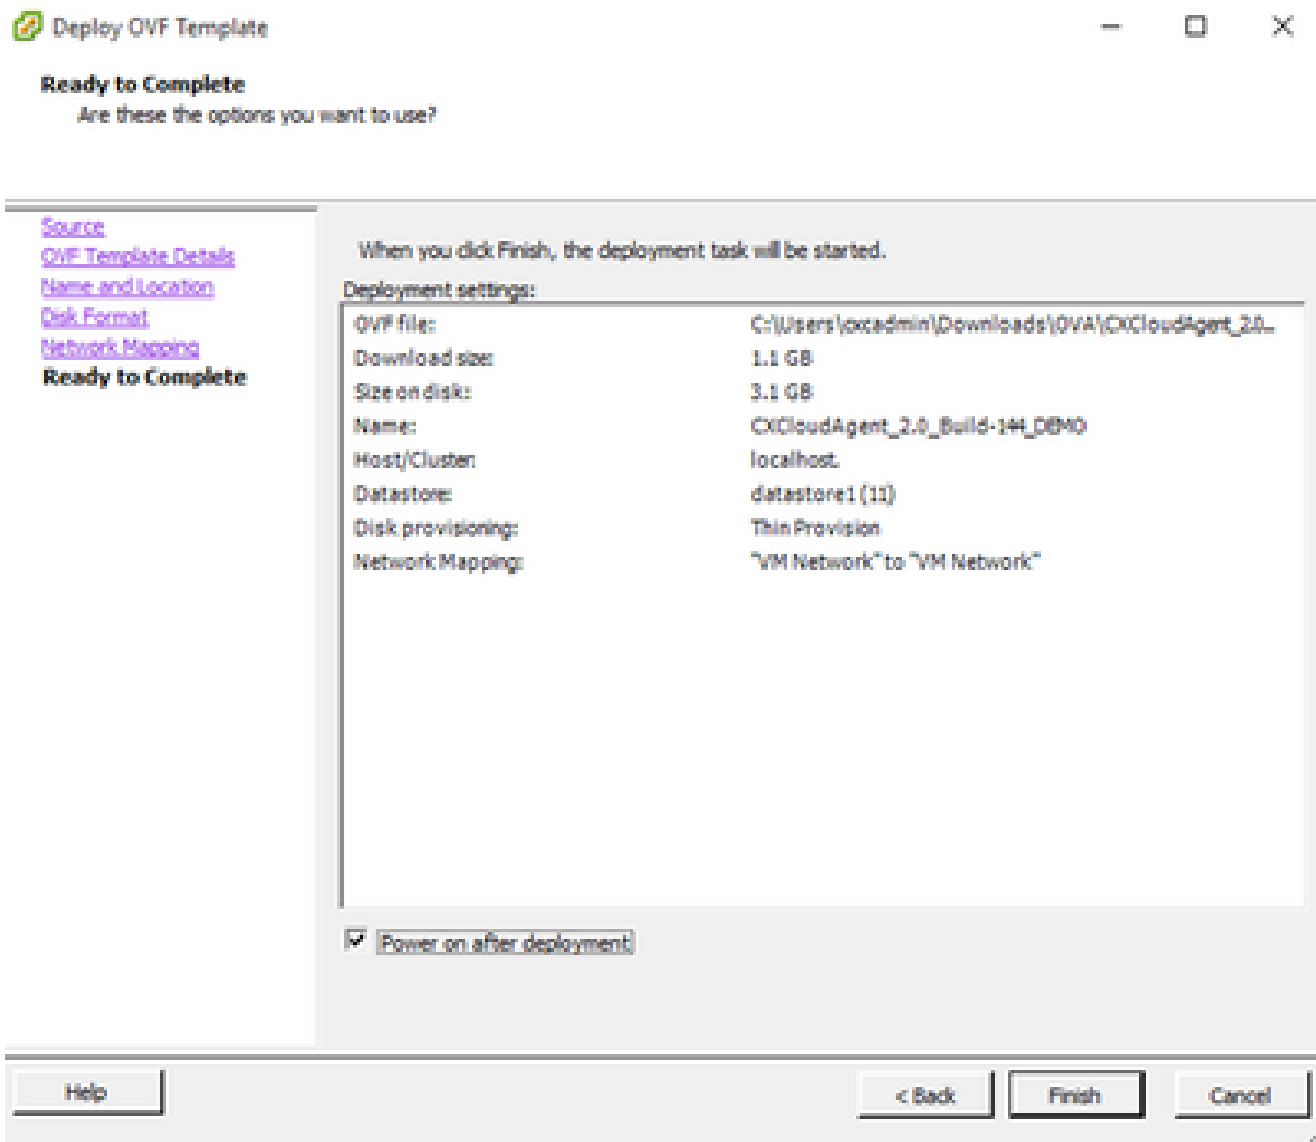 Deploy OVF Template
Ready to Complete
Are these the options you want to use?
Source
OVF Template Details
Name and Location
Disk Format
Network Mapping
Ready to Complete
When you click Finish, the deployment task will be started.
Deployment settings:
OVF file: C:\Users\cxcadmin\Downloads\OVA\CXCloudAgent_2.0...
Download size: 1.1 GB
Size on disk: 3.1 GB
Name: CXCloudAgent_2.0_Build-144_DEMO
Host/Cluster: localhost.
Datastore: datastore1 (11)
Disk provisioning: Thin Provision
Network Mapping: "VM Network" to "VM Network"
Power on after deployment
Help
< Back
Finish
Cancel